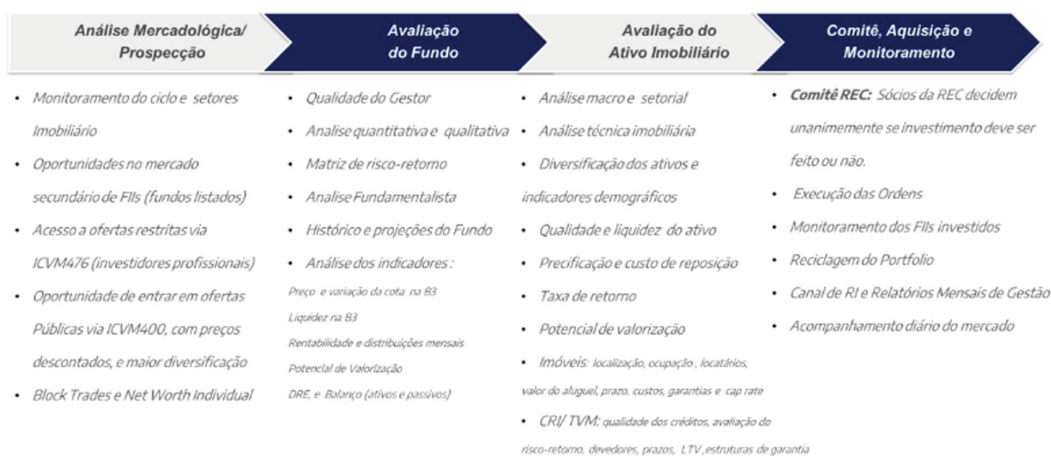 Análise Mercadológica/
Prospecção
• Monitoramento do ciclo e setores
Imobiliário
• Oportunidades no mercado
secundário de FIIs (fundos listados)
• Acesso a ofertas restritas via
ICVM476 (investidores profissionais)
• Oportunidade de entrar em ofertas
Públicas via ICVM400, com preços
descontados, e maior diversificação
• Block Trades e Net Worth Individual
Avaliação
do Fundo
• Qualidade do Gestor
• Analise quantitativa e qualitativa
• Matriz de risco-retorno
• Analise Fundamentalista
• Histórico e projeções do Fundo
• Análise dos indicadores :
Preço e variação da cota na B3
Liquidez na B3
Rentabilidade e distribuições mensais
Potencial de Valorização
DRE, e Balanço (ativos e passivos)
Avaliação do
Ativo Imobiliário
• Análise macro e setorial
• Análise técnica imobiliária
• Diversificação dos ativos e
indicadores demográficos
• Qualidade e liquidez do ativo
• Precificação e custo de reposição
• Taxa de retorno
• Potencial de valorização
• Imóveis: localização, ocupação , locatários,
valor do aluguel, prazo, custos, garantias e cap rate
• CRI/ TVM: qualidade dos créditos, avaliação do
risco-retorno, devedores, prazos, LTV ,estruturas de garantia
Comitê, Aquisição e
Monitoramento
• Comitê REC: Sócios da REC decidem
unanimemente se investimento deve ser
feito ou não.
• Execução das Ordens
• Monitoramento dos FIIs investidos
• Reciclagem do Portfolio
• Canal de RI e Relatórios Mensais de Gestão
• Acompanhamento diário do mercado